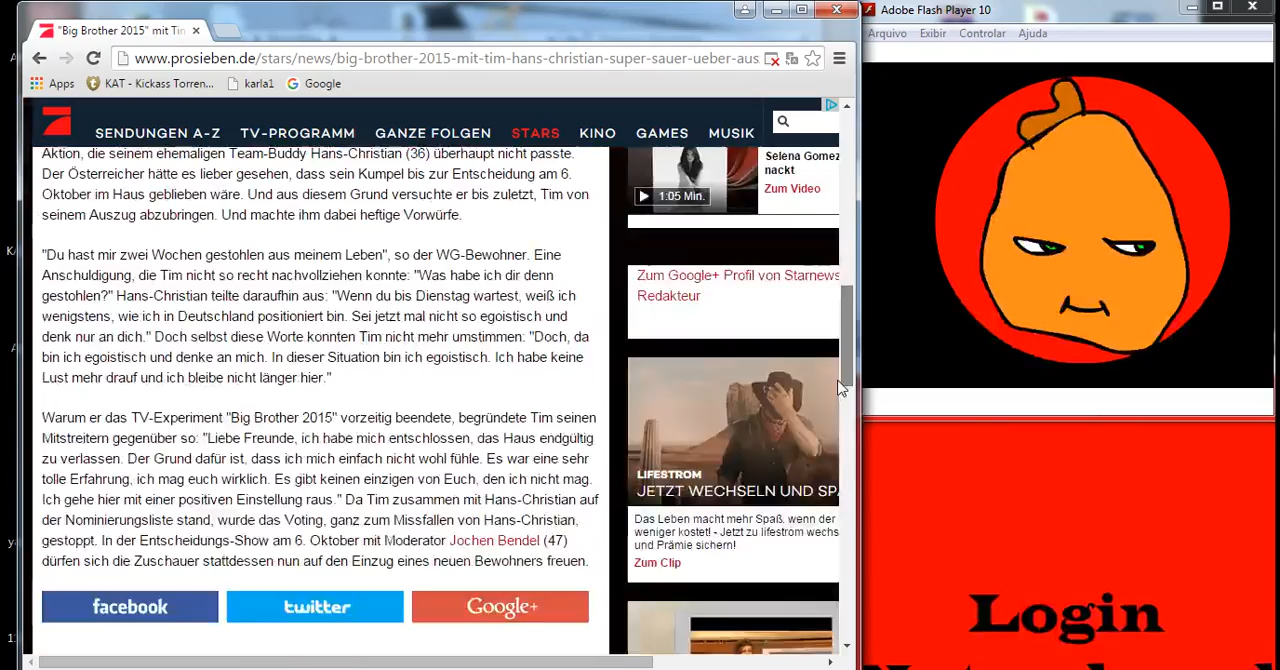 "Big Brother 2015" mit Tin
www.prosieben.de/stars/news/big-brother-2015-mit-tim-hans-christian-super-sauer-ueber-aus
Apps KAT - Kickass Torren... karla1 Google
SENDUNGEN A-Z TV-PROGRAMM GANZE FOLGEN STARS KINO GAMES MUSIK
Aktion, die seinem ehemaligen Team-Buddy Hans-Christian (36) überhaupt nicht passte.
Der Österreicher hätte es lieber gesehen, dass sein Kumpel bis zur Entscheidung am 6.
Oktober im Haus geblieben wäre. Und aus diesem Grund versuchte er bis zuletzt, Tim von
seinem Auszug abzubringen. Und machte ihm dabei heftige Vorwürfe.
"Du hast mir zwei Wochen gestohlen aus meinem Leben", so der WG-Bewohner. Eine
Anschuldigung, die Tim nicht so recht nachvollziehen konnte: "Was habe ich dir denn
gestohlen?" Hans-Christian teilte daraufhin aus: "Wenn du bis Dienstag wartest, weiß ich
wenigstens, wie ich in Deutschland positioniert bin. Sei jetzt mal nicht so egoistisch und
denk nur an dich." Doch selbst diese Worte konnten Tim nicht mehr umstimmen: "Doch, da
bin ich egoistisch und denke an mich. In dieser Situation bin ich egoistisch. Ich habe keine
Lust mehr drauf und ich bleibe nicht länger hier."
Warum er das TV-Experiment "Big Brother 2015" vorzeitig beendete, begründete Tim seinen
Mitstreitern gegenüber so: "Liebe Freunde, ich habe mich entschlossen, das Haus endgültig
zu verlassen. Der Grund dafür ist, dass ich mich einfach nicht wohl fühle. Es war eine sehr
tolle Erfahrung, ich mag euch wirklich. Es gibt keinen einzigen von Euch, den ich nicht mag.
Ich gehe hier mit einer positiven Einstellung raus." Da Tim zusammen mit Hans-Christian auf
der Nominierungsliste stand, wurde das Voting, ganz zum Missfallen von Hans-Christian,
gestoppt. In der Entscheidungs-Show am 6. Oktober mit Moderator Jochen Bendel (47)
dürfen sich die Zuschauer stattdessen nun auf den Einzug eines neuen Bewohners freuen.
facebook twitter Google+
Selena Gomez
nackt
Zum Video
1:05 Min.
Zum Google+ Profil von Starnews
Redakteur
LIFESTROM
JETZT WECHSELN UND SPA
Das Leben macht mehr Spaß, wenn der
weniger kostet! - Jetzt zu lifestrom wechs
und Prämie sichern!
Zum Clip
Adobe Flash Player 10
Arquivo Exibir Controlar Ajuda
Login